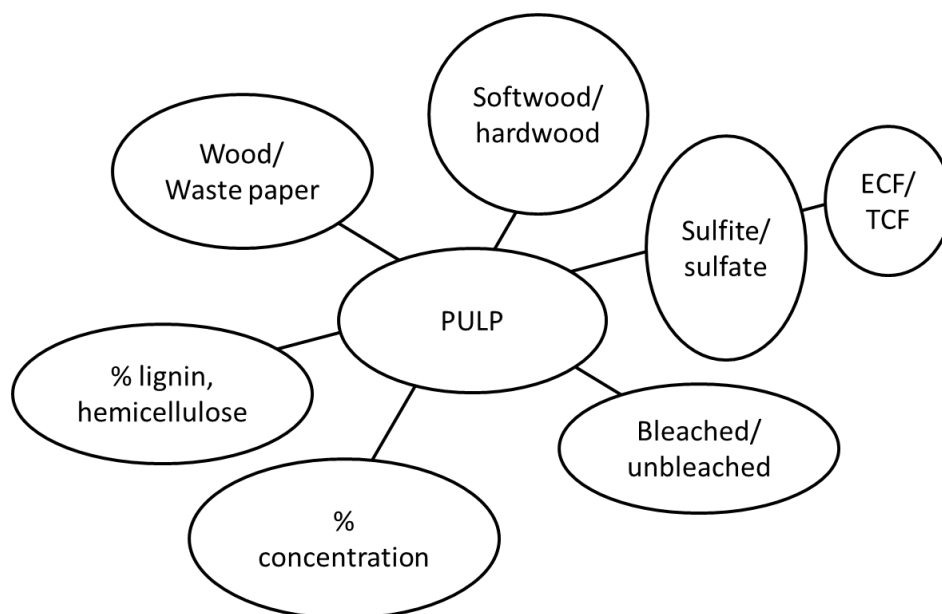 Softwood/
hardwood
Wood/
Waste paper
ECF/
TCF
Sulfite/
sulfate
PULP
% lignin,
hemicellulose
Bleached/
unbleached
%
concentration